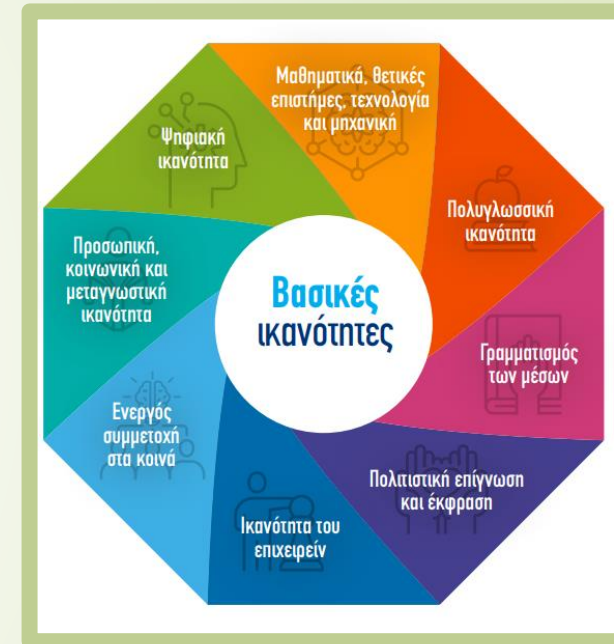 Βασικές
ικανότητες
Μαθηματικά, θετικές
επιστήμες, τεχνολογία
και μηχανική
Πολυγλωσσική
ικανότητα
Γραμματισμός
των μέσων
Πολιτιστική επίγνωση
και έκφραση
Ικανότητα του
επιχειρείν
Ενεργός
συμμετοχή
στα κοινά
Προσωπική,
κοινωνική και
μεταγνωστική
ικανότητα
Ψηφιακή
ικανότητα